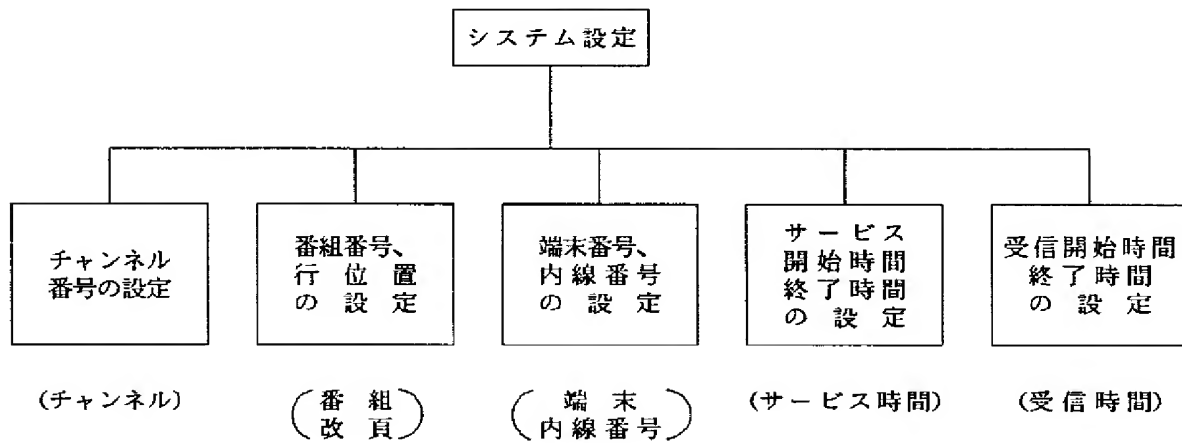 システム設定
チャンネル
番号の設定
番組番号、
行位置
の設定
端末番号、
内線番号
の設定
サービス
開始時間
終了時間
の設定
受信開始時間
終了時間
の設定
(チャンネル)
(番組
改頁)
(端末
内線番号)
(サービス時間)
(受信時間)